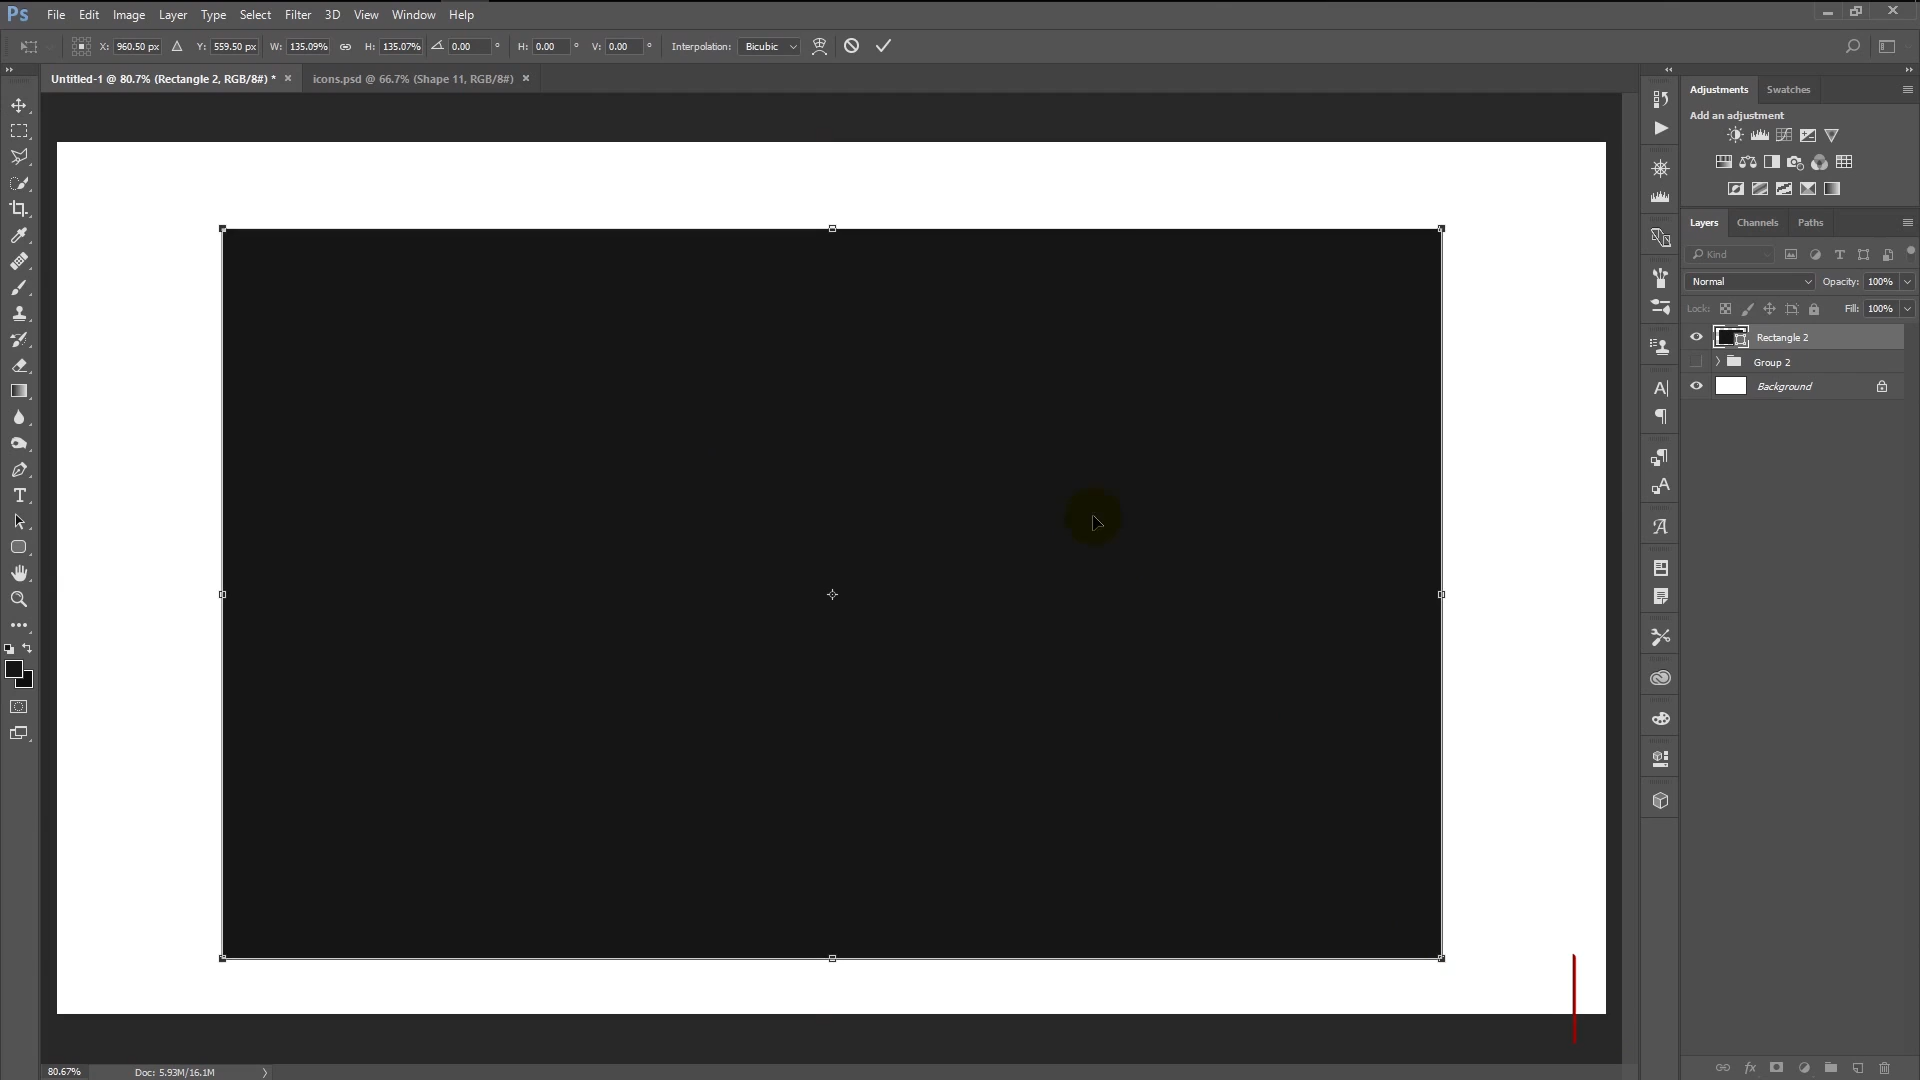 Ps File Edit Image Layer Type Select Filter 3D View Window Help
X: 960.50 px Y: 559.50 px W: 135.09% H: 135.07% 0.00 ° H: 0.00 ° V: 0.00 ° Interpolation: Bicubic
Untitled-1 @ 80.7% (Rectangle 2, RGB/8#) * × icons.psd @ 66.7% (Shape 11, RGB/8#) ×
Adjustments Swatches
Add an adjustment
Layers Channels Paths
Kind
Normal Opacity: 100%
Lock: Fill: 100%
Rectangle 2
Group 2
Background
80.67% Doc: 5.93M/16.1M